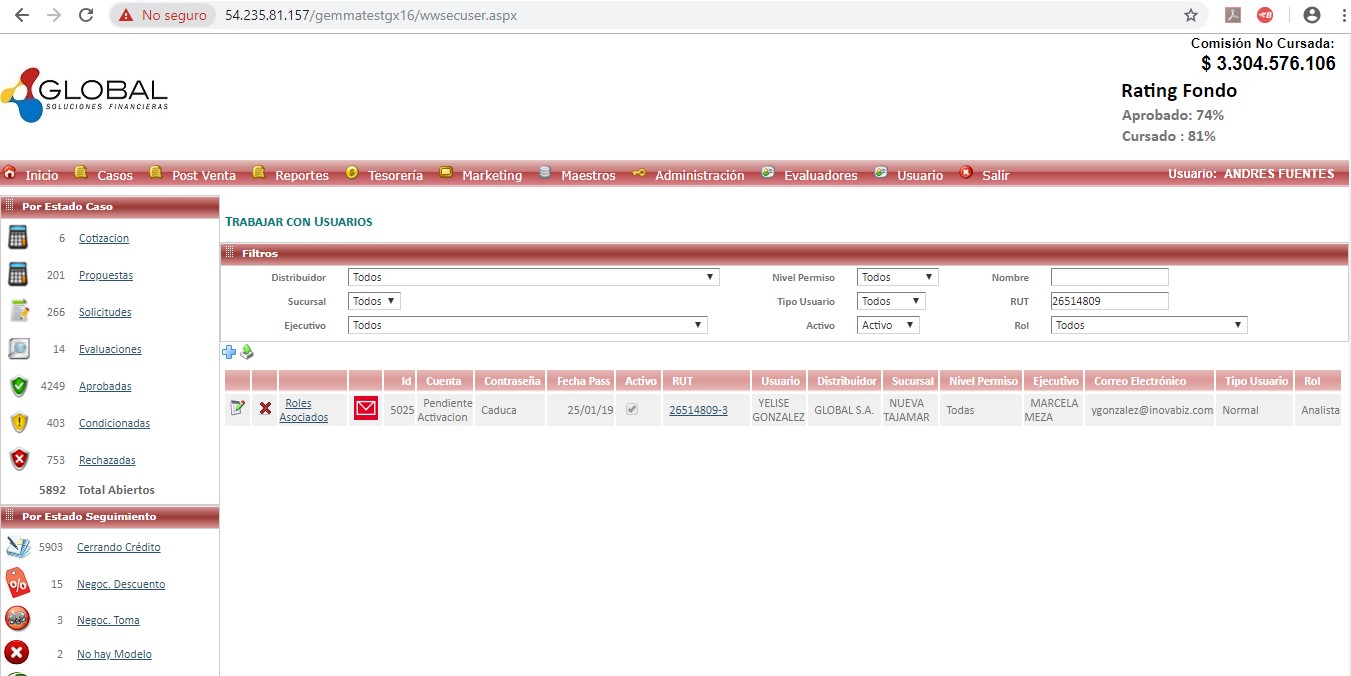 No seguro 54.235.81.157/gemmatestgx16/wwsecuser.aspx
Comisión No Cursada:
$ 3.304.576.106
GLOBAL
SOLUCIONES FINANCIERAS
Rating Fondo
Aprobado: 74%
Cursado : 81%
Inicio Casos Post Venta Reportes Tesorería Marketing Maestros Administración Evaluadores Usuario Salir Usuario: ANDRES FUENTES
Por Estado Caso
6 Cotizacion
201 Propuestas
266 Solicitudes
14 Evaluaciones
4249 Aprobadas
403 Condicionadas
753 Rechazadas
5892 Total Abiertos
Por Estado Seguimiento
5903 Cerrando Crédito
15 Negoc. Descuento
3 Negoc. Toma
2 No hay Modelo
TRABAJAR CON USUARIOS
Filtros
Distribuidor Todos Nivel Permiso Todos Nombre
Sucursal Todos Tipo Usuario Todos RUT 26514809
Ejecutivo Todos Activo Activo Rol Todos
Id Cuenta Contraseña Fecha Pass Activo RUT Usuario Distribuidor Sucursal Nivel Permiso Ejecutivo Correo Electrónico Tipo Usuario Rol
Roles Asociados 5025 Pendiente Activacion Caduca 25/01/19 26514809-3 YELISE GONZALEZ GLOBAL S.A. NUEVA TAJAMAR Todas MARCELA MEZA ygonzalez@inovabiz.com Normal Analista